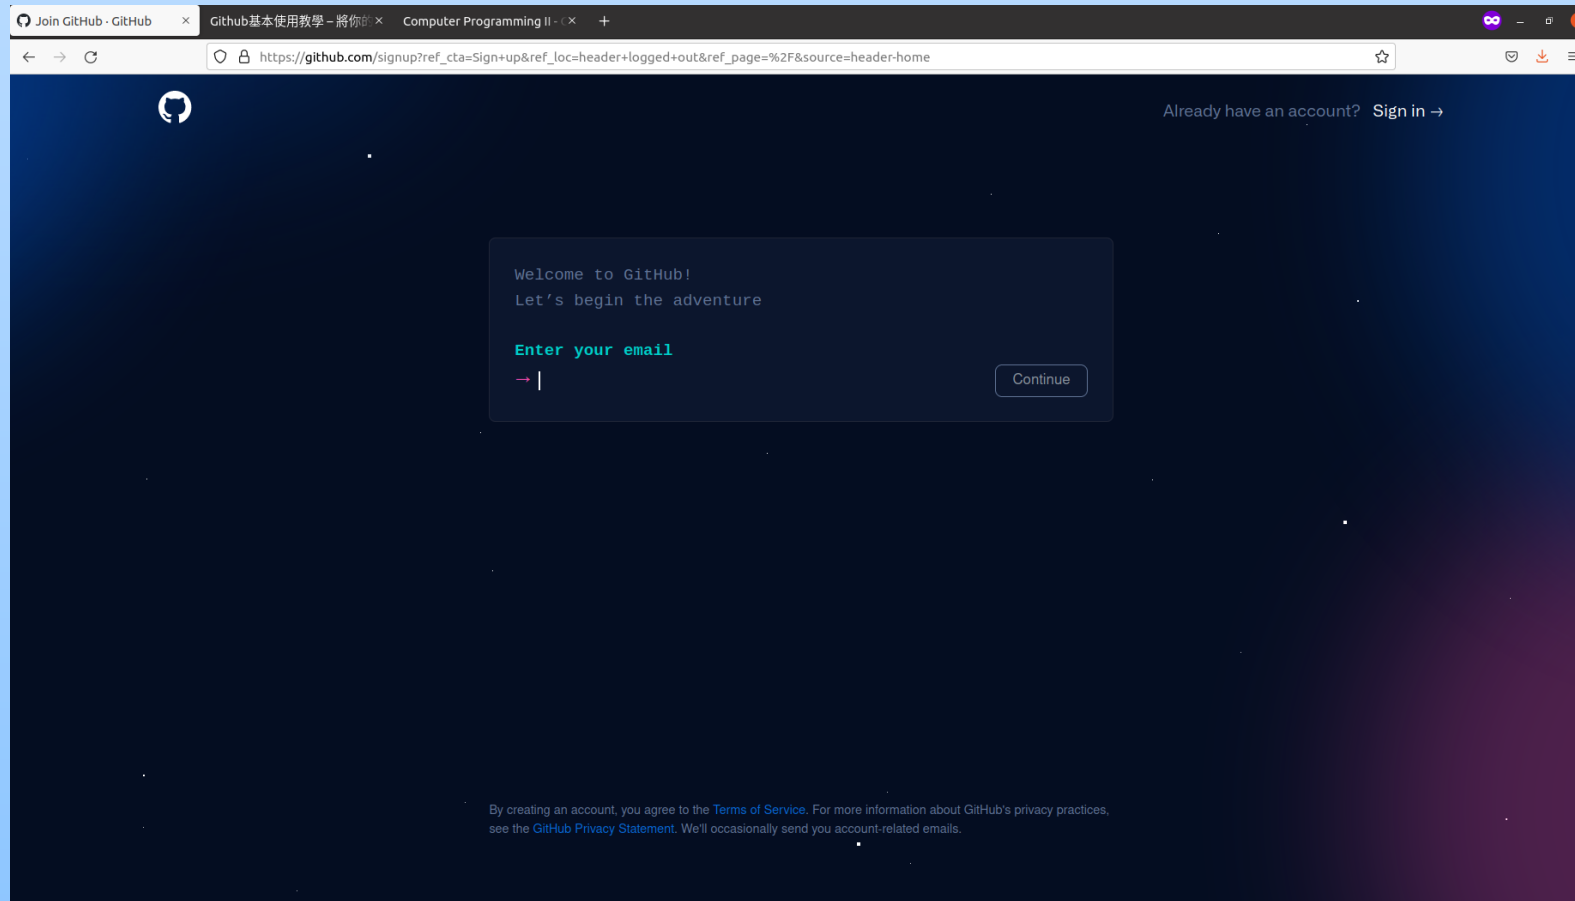 Join GitHub · GitHub
Github基本使用教學 – 將你的
Computer Programming II -
https://github.com/signup?ref_cta=Sign+up&ref_loc=header+logged+out&ref_page=%2F&source=header-home
Already have an account? Sign in →
Welcome to GitHub!
Let’s begin the adventure
Enter your email
→
Continue
By creating an account, you agree to the Terms of Service. For more information about GitHub's privacy practices,
see the GitHub Privacy Statement. We'll occasionally send you account-related emails.